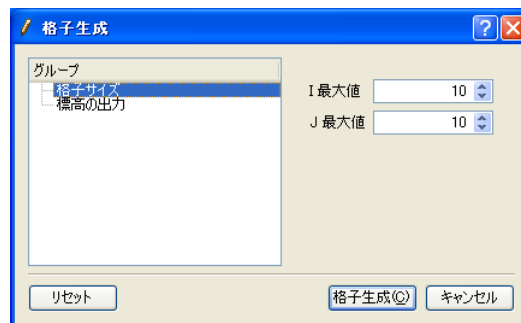 格子生成
グループ
格子サイズ
標高の出力
I 最大値 10
J 最大値 10
リセット
格子生成(C)
キャンセル